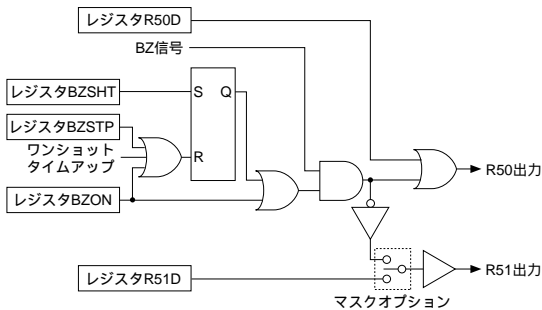 レジスタR50D
BZ信号
レジスタBZSHT
S Q
レジスタBZSTP
ワンショット
タイムアップ
R
レジスタBZON
R50出力
レジスタR51D
R51出力
マスクオプション